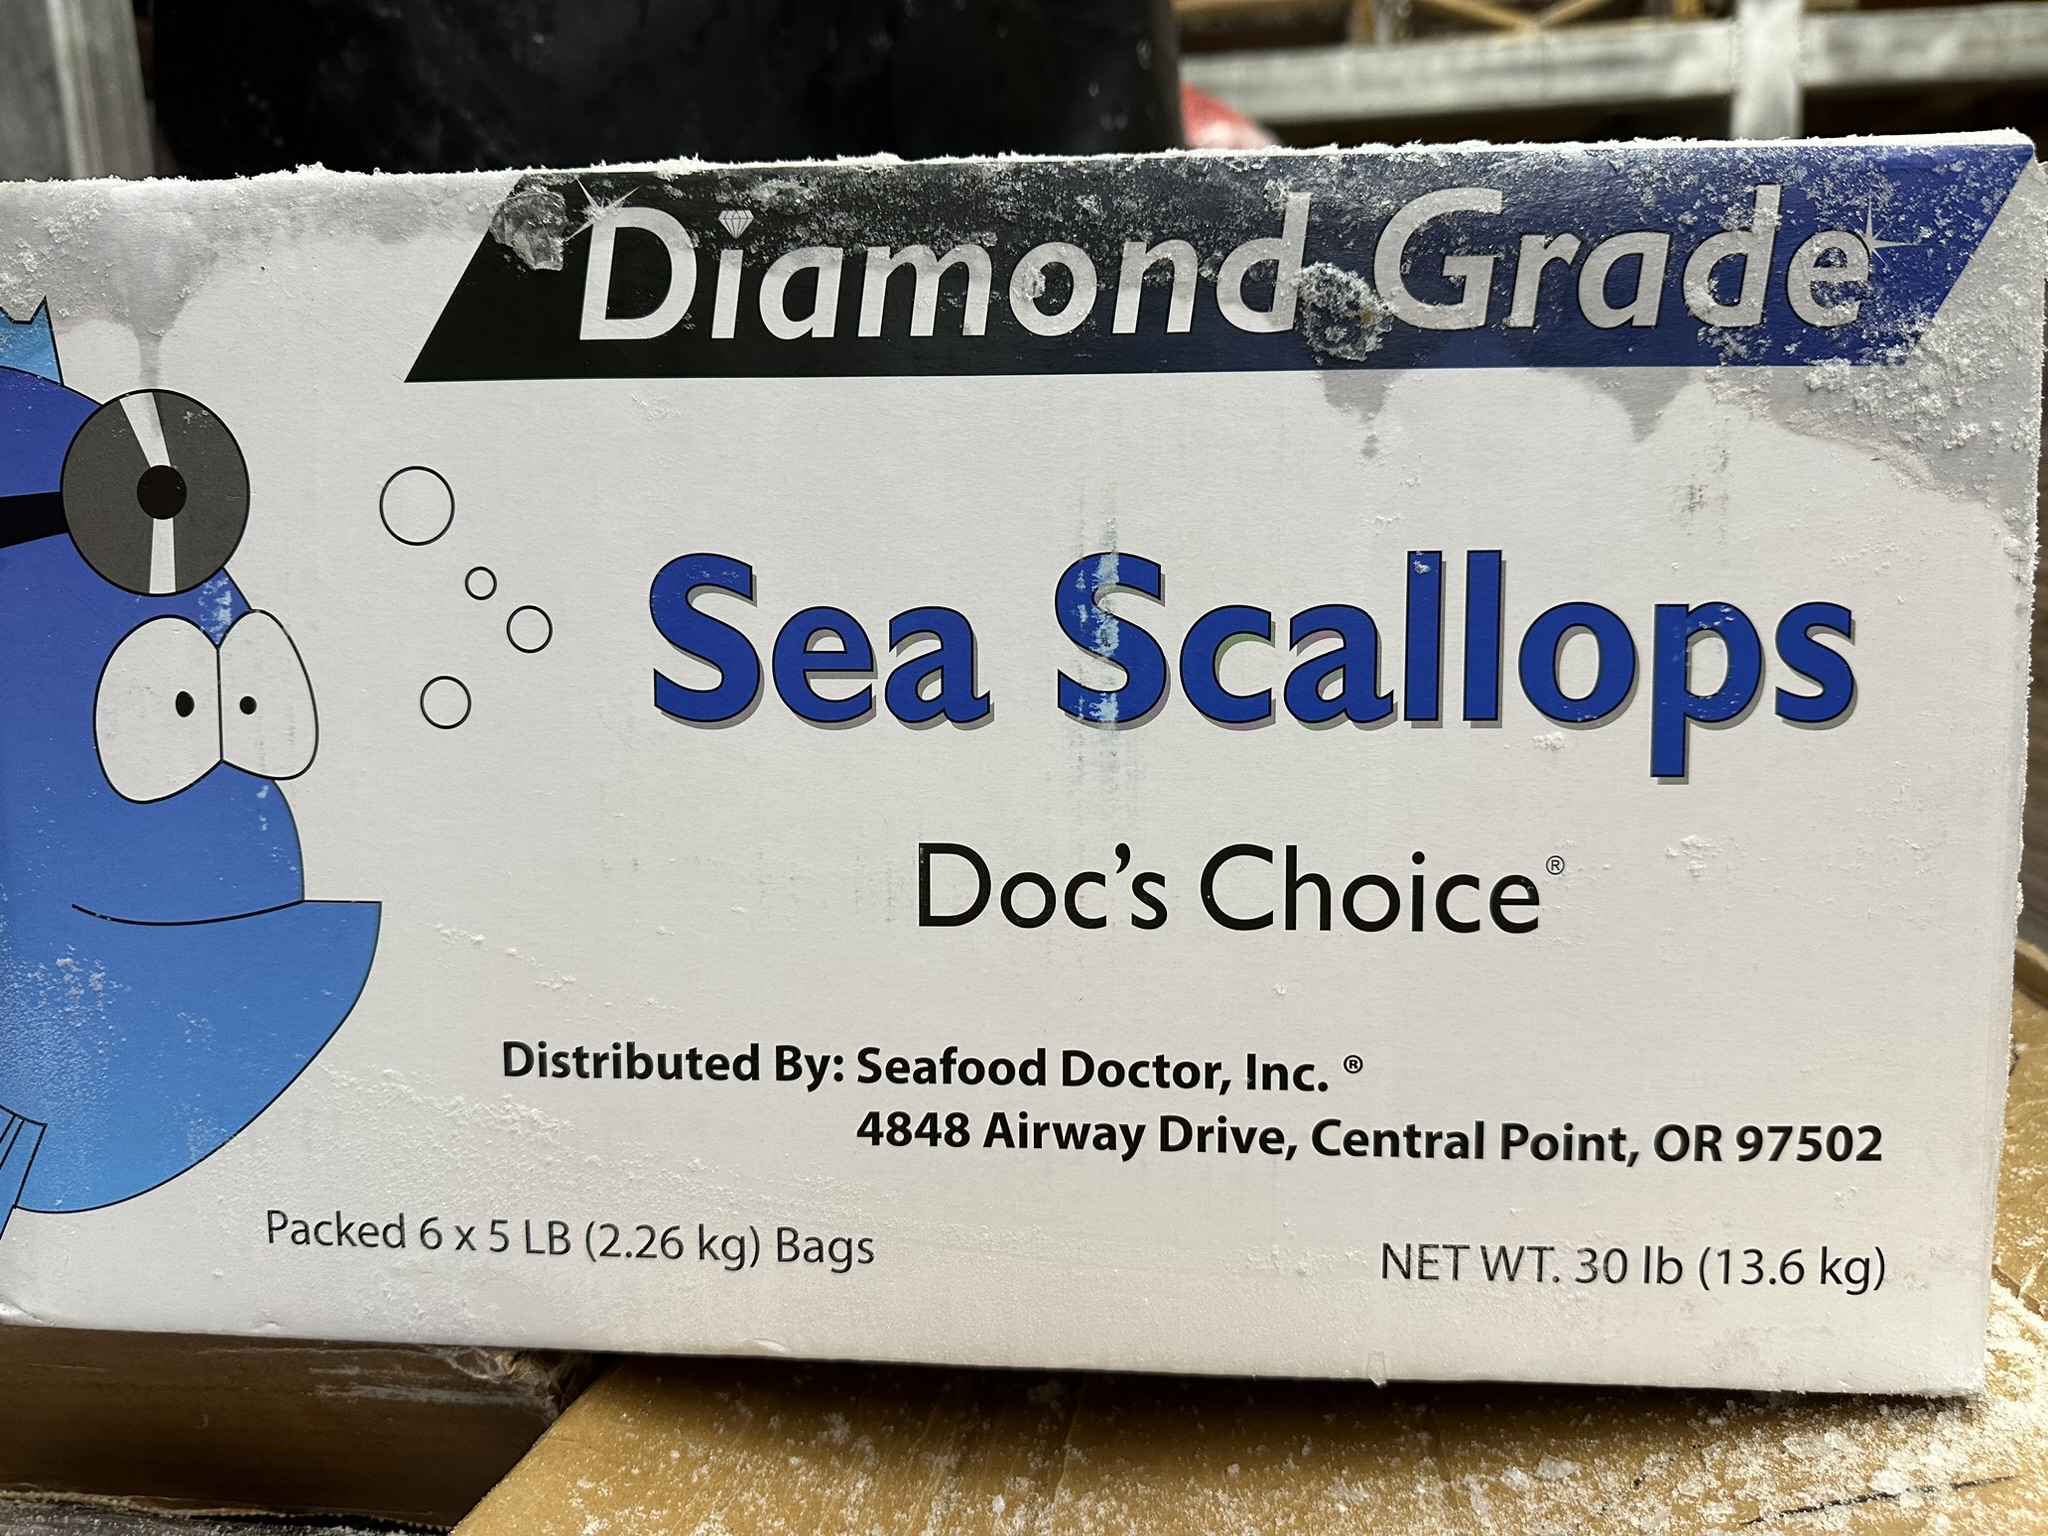 Diamond Grade
Sea Scallops
Doc's Choice®
Distributed By: Seafood Doctor, Inc. ®
4848 Airway Drive, Central Point, OR 97502
Packed 6 x 5 LB (2.26 kg) Bags
NET WT. 30 lb (13.6 kg)